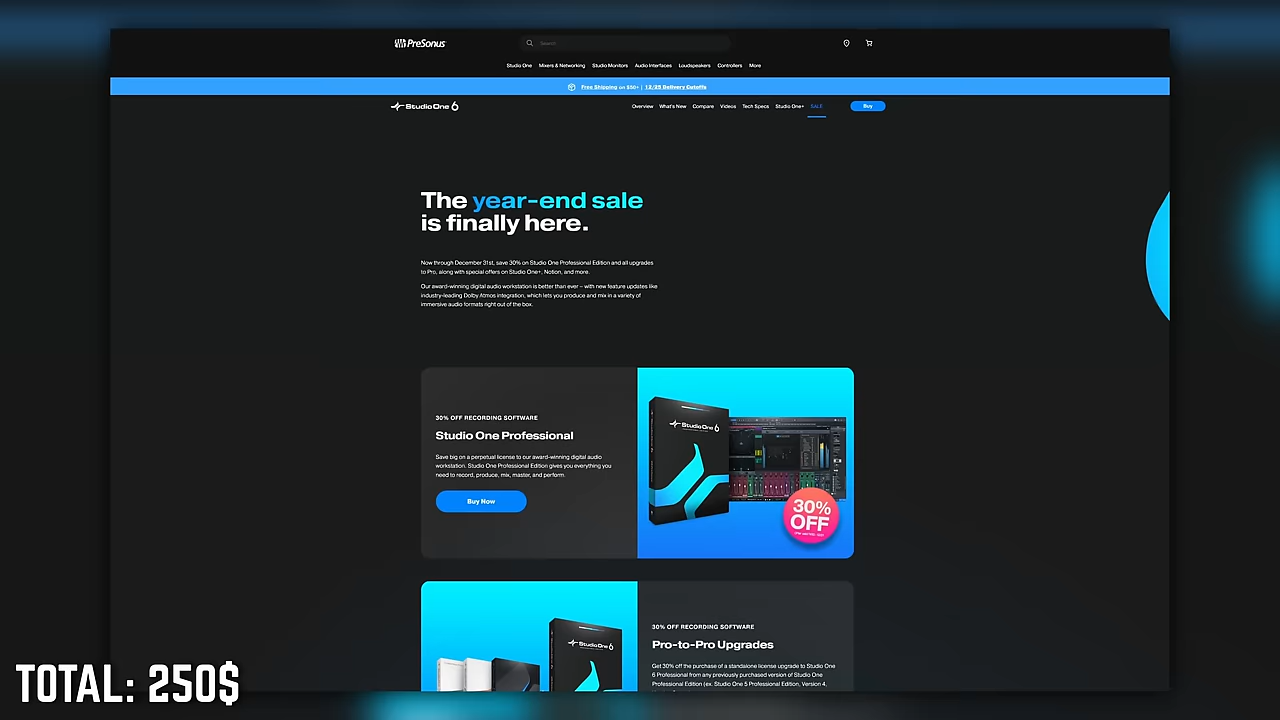 PreSonus
Search
Studio One Mixers & Networking Studio Monitors Audio Interfaces Loudspeakers Controllers More
Free Shipping on $50+ | 12/25 Delivery Cutoffs
Studio One 6
Overview What's New Compare Videos Tech Specs Studio One+ SALE Buy
The year-end sale
is finally here.
Now through December 31st, save 30% on Studio One Professional Edition and all upgrades
to Pro, along with special offers on Studio One+, Notion, and more.
Our award-winning digital audio workstation is better than ever – with new feature updates like
industry-leading Dolby Atmos integration, which lets you produce and mix in a variety of
immersive audio formats right out of the box.
30% OFF RECORDING SOFTWARE
Studio One Professional
Save big on a perpetual license to our award-winning digital audio
workstation. Studio One Professional Edition gives you everything you
need to record, produce, mix, master, and perform.
Buy Now
Studio One 6
30%
OFF
Studio One 6
30% OFF RECORDING SOFTWARE
Pro-to-Pro Upgrades
Get 30% off the purchase of a standalone license upgrade to Studio One
6 Professional from any previously purchased version of Studio One
Professional Edition (ex. Studio One 5 Professional Edition, Version 4,
TOTAL: 250$